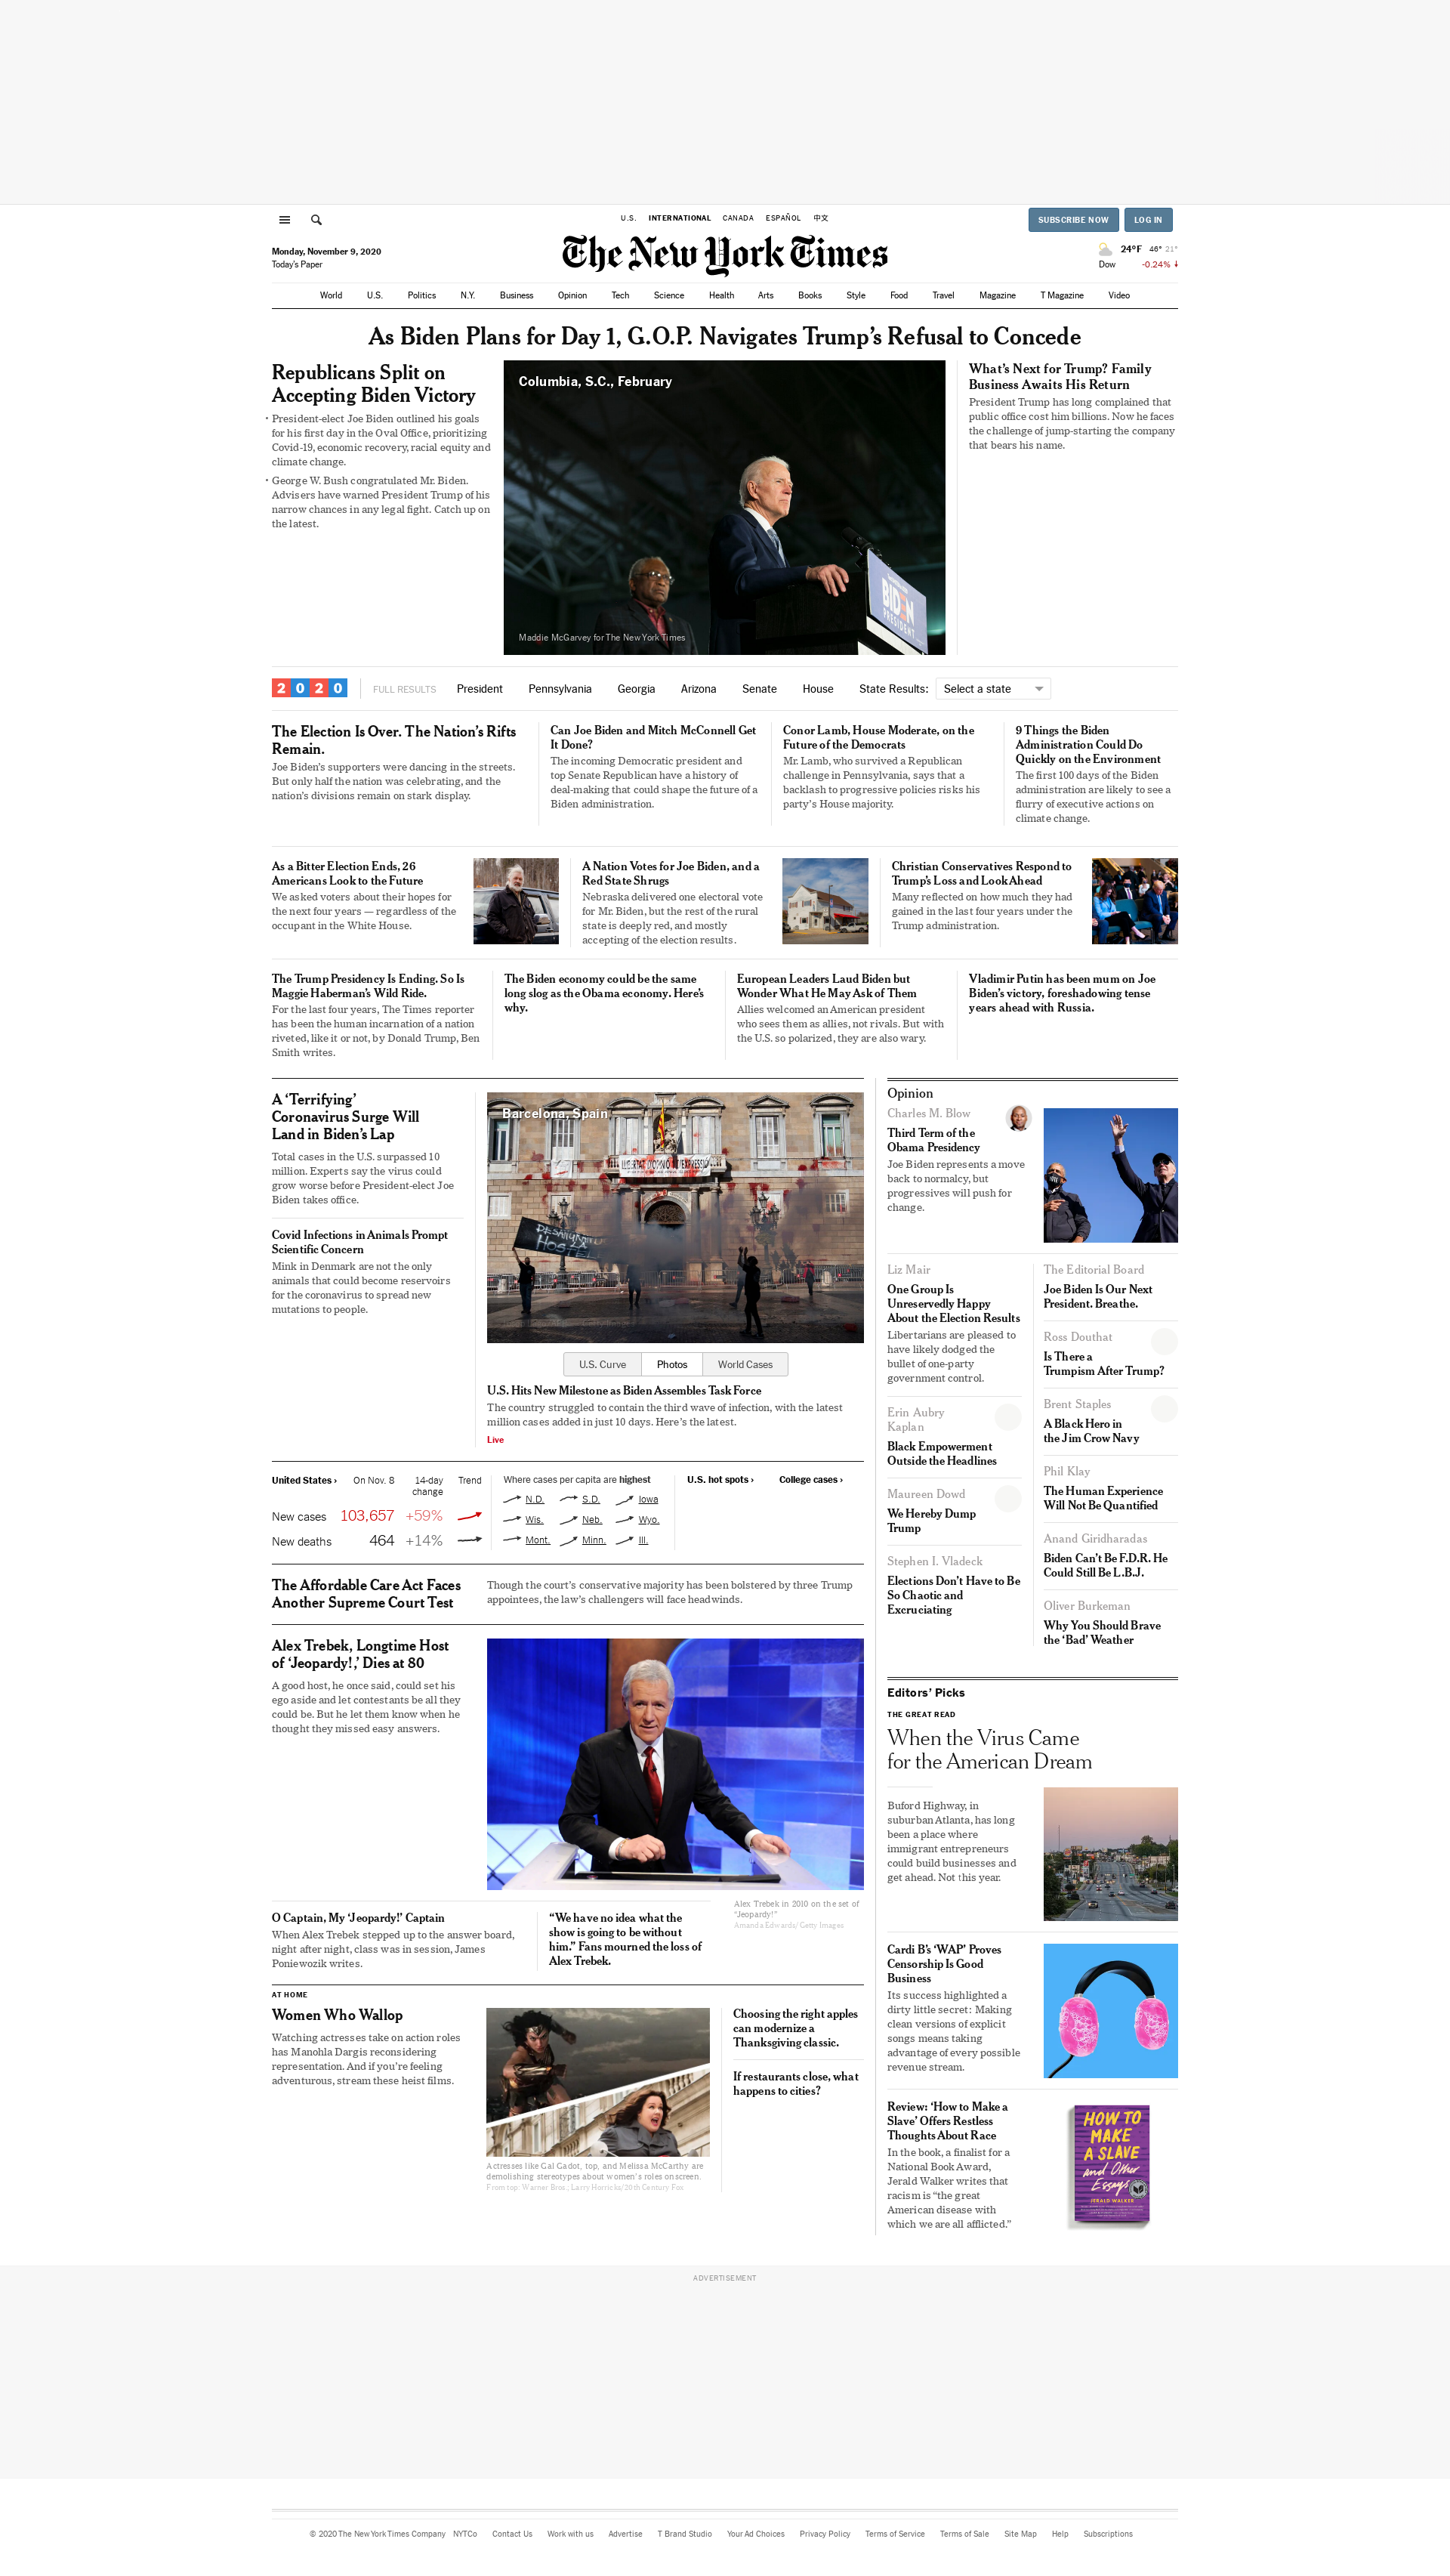 U.S. INTERNATIONAL CANADA ESPAÑOL 中文
SUBSCRIBE NOW LOG IN
Monday, November 9, 2020
Today's Paper
The New York Times
24°F 46° 21°
Dow -0.24%
World U.S. Politics N.Y. Business Opinion Tech Science Health Arts Books Style Food Travel Magazine T Magazine Video
As Biden Plans for Day 1, G.O.P. Navigates Trump's Refusal to Concede
Republicans Split on
Accepting Biden Victory
• President-elect Joe Biden outlined his goals
for his first day in the Oval Office, prioritizing
Covid-19, economic recovery, racial equity and
climate change.
• George W. Bush congratulated Mr. Biden.
Advisers have warned President Trump of his
narrow chances in any legal fight. Catch up on
the latest.
Columbia, S.C., February
BIDEN
PRESIDENT
Maddie McGarvey for The New York Times
What's Next for Trump? Family
Business Awaits His Return
President Trump has long complained that
public office cost him billions. Now he faces
the challenge of jump-starting the company
that bears his name.
2020 FULL RESULTS President Pennsylvania Georgia Arizona Senate House State Results: Select a state
The Election Is Over. The Nation's Rifts
Remain.
Joe Biden's supporters were dancing in the streets.
But only half the nation was celebrating, and the
nation's divisions remain on stark display.
Can Joe Biden and Mitch McConnell Get
It Done?
The incoming Democratic president and
top Senate Republican have a history of
deal-making that could shape the future of a
Biden administration.
Conor Lamb, House Moderate, on the
Future of the Democrats
Mr. Lamb, who survived a Republican
challenge in Pennsylvania, says that a
backlash to progressive policies risks his
party's House majority.
9 Things the Biden
Administration Could Do
Quickly on the Environment
The first 100 days of the Biden
administration are likely to see a
flurry of executive actions on
climate change.
As a Bitter Election Ends, 26
Americans Look to the Future
We asked voters about their hopes for
the next four years — regardless of the
occupant in the White House.
A Nation Votes for Joe Biden, and a
Red State Shrugs
Nebraska delivered one electoral vote
for Mr. Biden, but the rest of the rural
state is deeply red, and mostly
accepting of the election results.
Christian Conservatives Respond to
Trump's Loss and Look Ahead
Many reflected on how much they had
gained in the last four years under the
Trump administration.
The Trump Presidency Is Ending. So Is
Maggie Haberman's Wild Ride.
For the last four years, The Times reporter
has been the human incarnation of a nation
riveted, like it or not, by Donald Trump, Ben
Smith writes.
The Biden economy could be the same
long slog as the Obama economy. Here's
why.
European Leaders Laud Biden but
Wonder What He May Ask of Them
Allies welcomed an American president
who sees them as allies, not rivals. But with
the U.S. so polarized, they are also wary.
Vladimir Putin has been mum on Joe
Biden's victory, foreshadowing tense
years ahead with Russia.
A 'Terrifying'
Coronavirus Surge Will
Land in Biden's Lap
Total cases in the U.S. surpassed 10
million. Experts say the virus could
grow worse before President-elect Joe
Biden takes office.
Covid Infections in Animals Prompt
Scientific Concern
Mink in Denmark are not the only
animals that could become reservoirs
for the coronavirus to spread new
mutations to people.
Barcelona, Spain
U.S. Curve Photos World Cases
U.S. Hits New Milestone as Biden Assembles Task Force
The country struggled to contain the third wave of infection, with the latest
million cases added in just 10 days. Here's the latest.
Live
United States › On Nov. 8 14-day Trend
change
New cases 103,657 +59%
New deaths 464 +14%
Where cases per capita are highest
N.D. S.D. Iowa
Wis. Neb. Wyo.
Mont. Minn. Ill.
U.S. hot spots › College cases ›
The Affordable Care Act Faces
Another Supreme Court Test
Though the court's conservative majority has been bolstered by three Trump
appointees, the law's challengers will face headwinds.
Alex Trebek, Longtime Host
of 'Jeopardy!,' Dies at 80
A good host, he once said, could set his
ego aside and let contestants be all they
could be. But he let them know when he
thought they missed easy answers.
Alex Trebek in 2010 on the set of
"Jeopardy!"
Amanda Edwards/Getty Images
O Captain, My 'Jeopardy!' Captain
When Alex Trebek stepped up to the answer board,
night after night, class was in session, James
Poniewozik writes.
"We have no idea what the
show is going to be without
him." Fans mourned the loss of
Alex Trebek.
AT HOME
Women Who Wallop
Watching actresses take on action roles
has Manohla Dargis reconsidering
representation. And if you're feeling
adventurous, stream these heist films.
Actresses like Gal Gadot, top, and Melissa McCarthy are
demolishing stereotypes about women's roles onscreen.
From top: Warner Bros.; Larry Horricks/20th Century Fox
Choosing the right apples
can modernize a
Thanksgiving classic.
If restaurants close, what
happens to cities?
Opinion
Charles M. Blow
Third Term of the
Obama Presidency
Joe Biden represents a move
back to normalcy, but
progressives will push for
change.
Liz Mair
One Group Is
Unreservedly Happy
About the Election Results
Libertarians are pleased to
have likely dodged the
bullet of one-party
government control.
Erin Aubry
Kaplan
Black Empowerment
Outside the Headlines
Maureen Dowd
We Hereby Dump
Trump
Stephen I. Vladeck
Elections Don't Have to Be
So Chaotic and
Excruciating
The Editorial Board
Joe Biden Is Our Next
President. Breathe.
Ross Douthat
Is There a
Trumpism After Trump?
Brent Staples
A Black Hero in
the Jim Crow Navy
Phil Klay
The Human Experience
Will Not Be Quantified
Anand Giridharadas
Biden Can't Be F.D.R. He
Could Still Be L.B.J.
Oliver Burkeman
Why You Should Brave
the 'Bad' Weather
Editors' Picks
THE GREAT READ
When the Virus Came
for the American Dream
Buford Highway, in
suburban Atlanta, has long
been a place where
immigrant entrepreneurs
could build businesses and
get ahead. Not this year.
Cardi B's 'WAP' Proves
Censorship Is Good
Business
Its success highlighted a
dirty little secret: Making
clean versions of explicit
songs means taking
advantage of every possible
revenue stream.
Review: 'How to Make a
Slave' Offers Restless
Thoughts About Race
In the book, a finalist for a
National Book Award,
Jerald Walker writes that
racism is "the great
American disease with
which we are all afflicted."
HOW TO
MAKE
A SLAVE
and Other
Essays
JERALD WALKER
ADVERTISEMENT
© 2020 The New York Times Company NYTCo Contact Us Work with us Advertise T Brand Studio Your Ad Choices Privacy Policy Terms of Service Terms of Sale Site Map Help Subscriptions